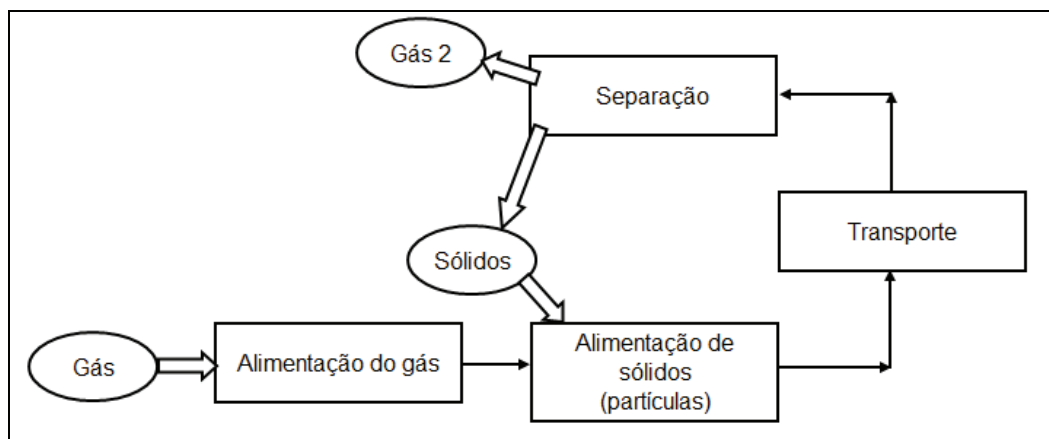 Gás 2
Separação
Transporte
Sólidos
Gás
Alimentação do gás
Alimentação de
sólidos
(partículas)